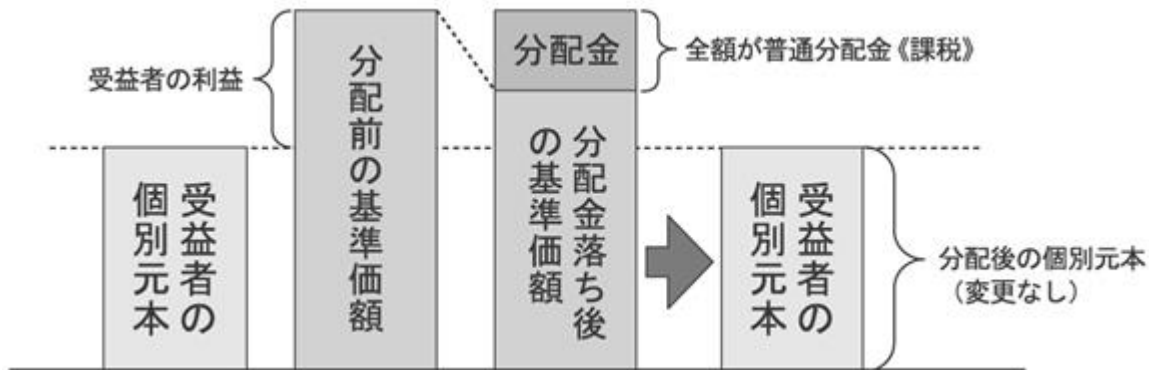 受益者の利益
受益者の
個別元本
分配前の基準価額
分配金
全額が普通分配金《課税》
分配金落ち後
の基準価額
受益者の
個別元本
分配後の個別元本
（変更なし）